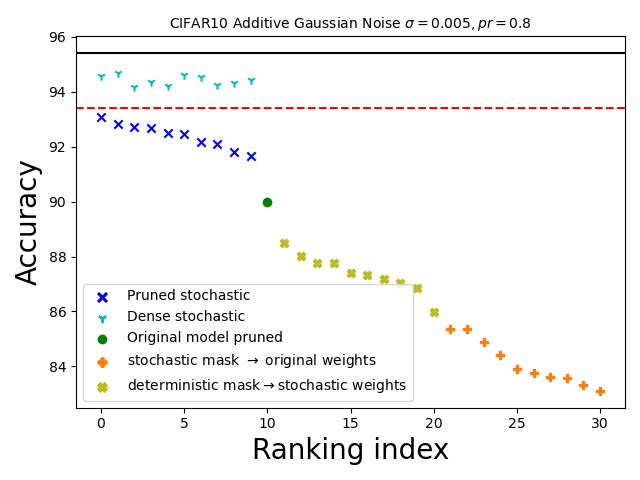 CIFAR10 Additive Gaussian Noise σ = 0.005, pr = 0.8
96
94
92
90
88
86
84
Accuracy
Pruned stochastic
Dense stochastic
Original model pruned
stochastic mask → original weights
deterministic mask→stochastic weights
0 5 10 15 20 25 30
Ranking index